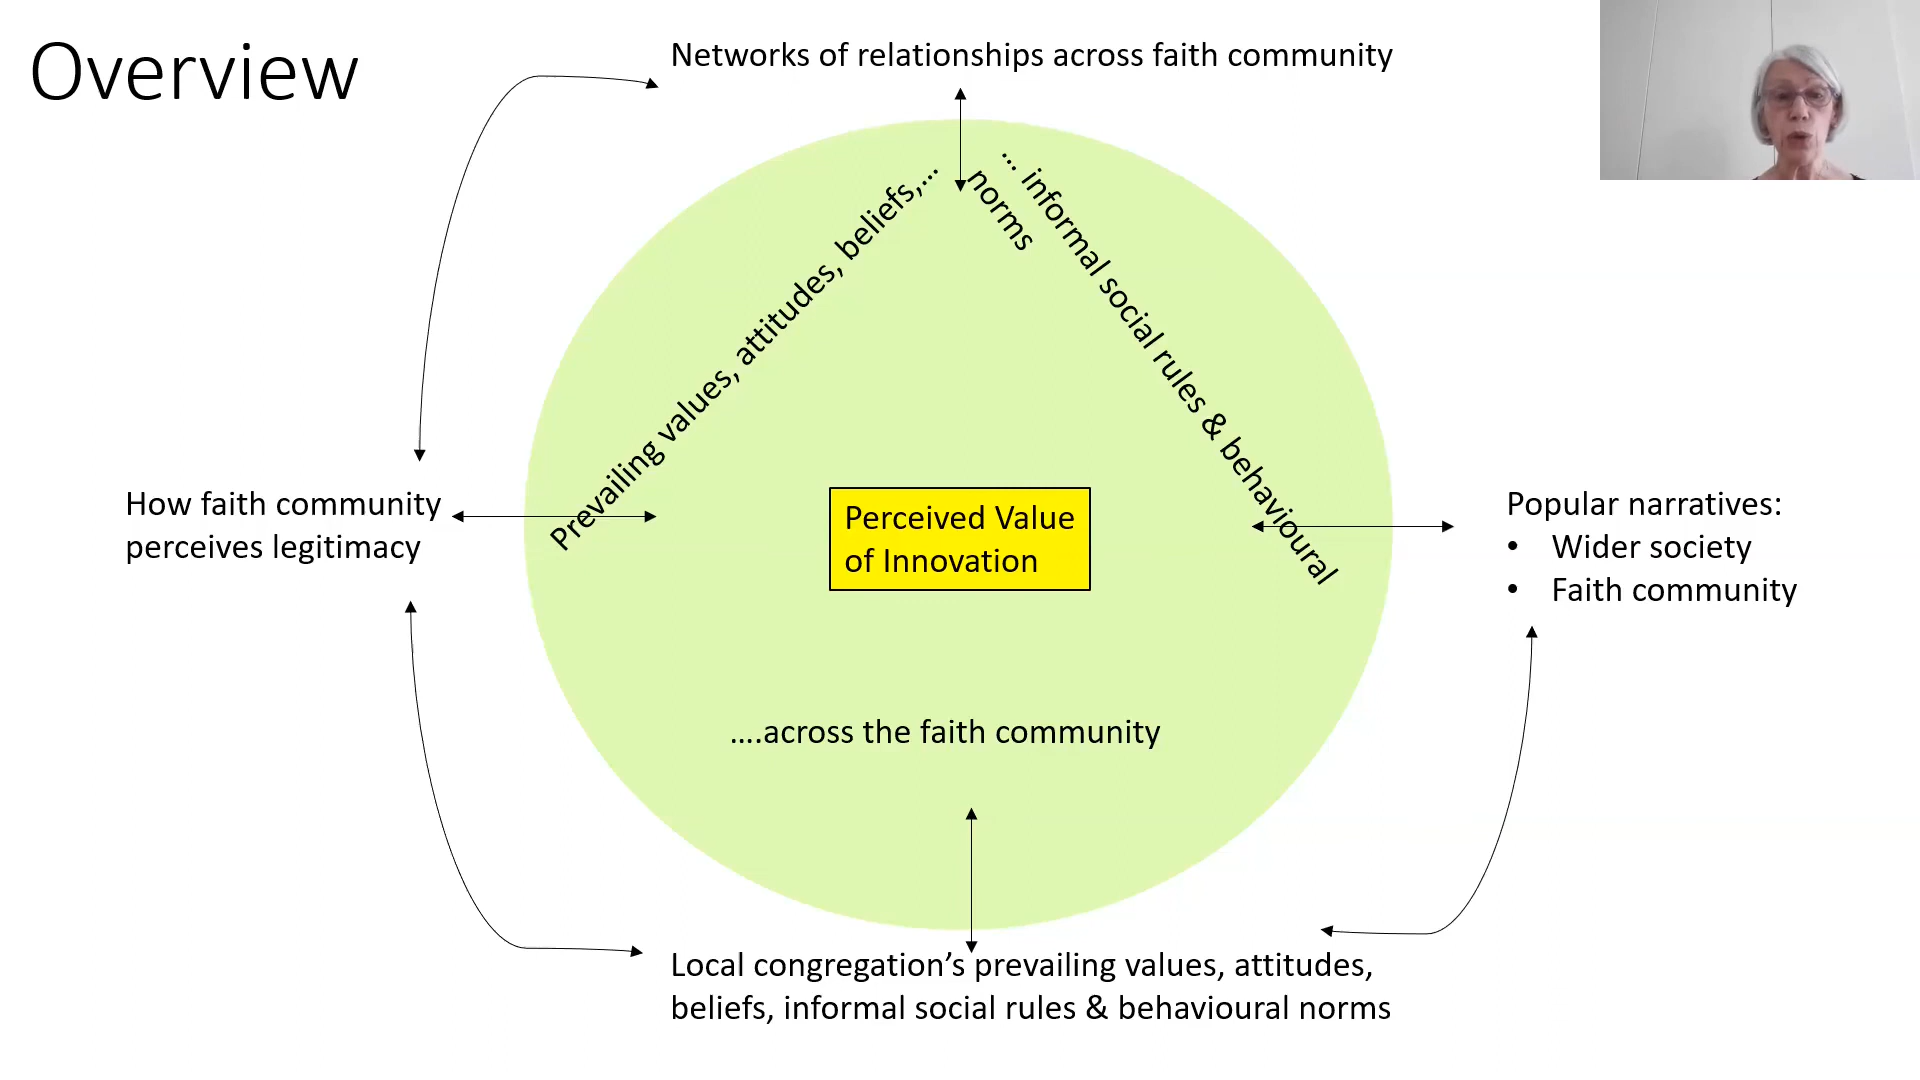 Overview
Networks of relationships across faith community
Prevailing values, attitudes, beliefs,...
... informal social rules & behavioural
norms
How faith community
perceives legitimacy
Perceived Value
of Innovation
Popular narratives:
• Wider society
• Faith community
....across the faith community
Local congregation’s prevailing values, attitudes,
beliefs, informal social rules & behavioural norms